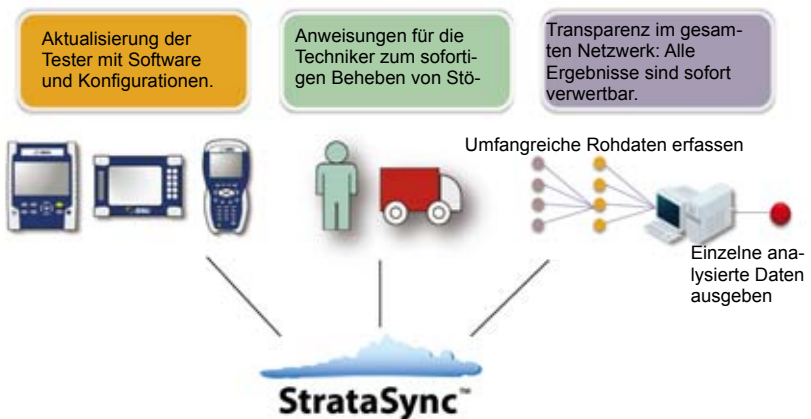 Aktualisierung der
Tester mit Software
und Konfigurationen.
Anweisungen für die
Techniker zum soforti-
gen Beheben von Stö-
Transparenz im gesam-
ten Netzwerk: Alle
Ergebnisse sind sofort
verwertbar.
Umfangreiche Rohdaten erfassen
Einzelne ana-
lysierte Daten
ausgeben
StrataSync™